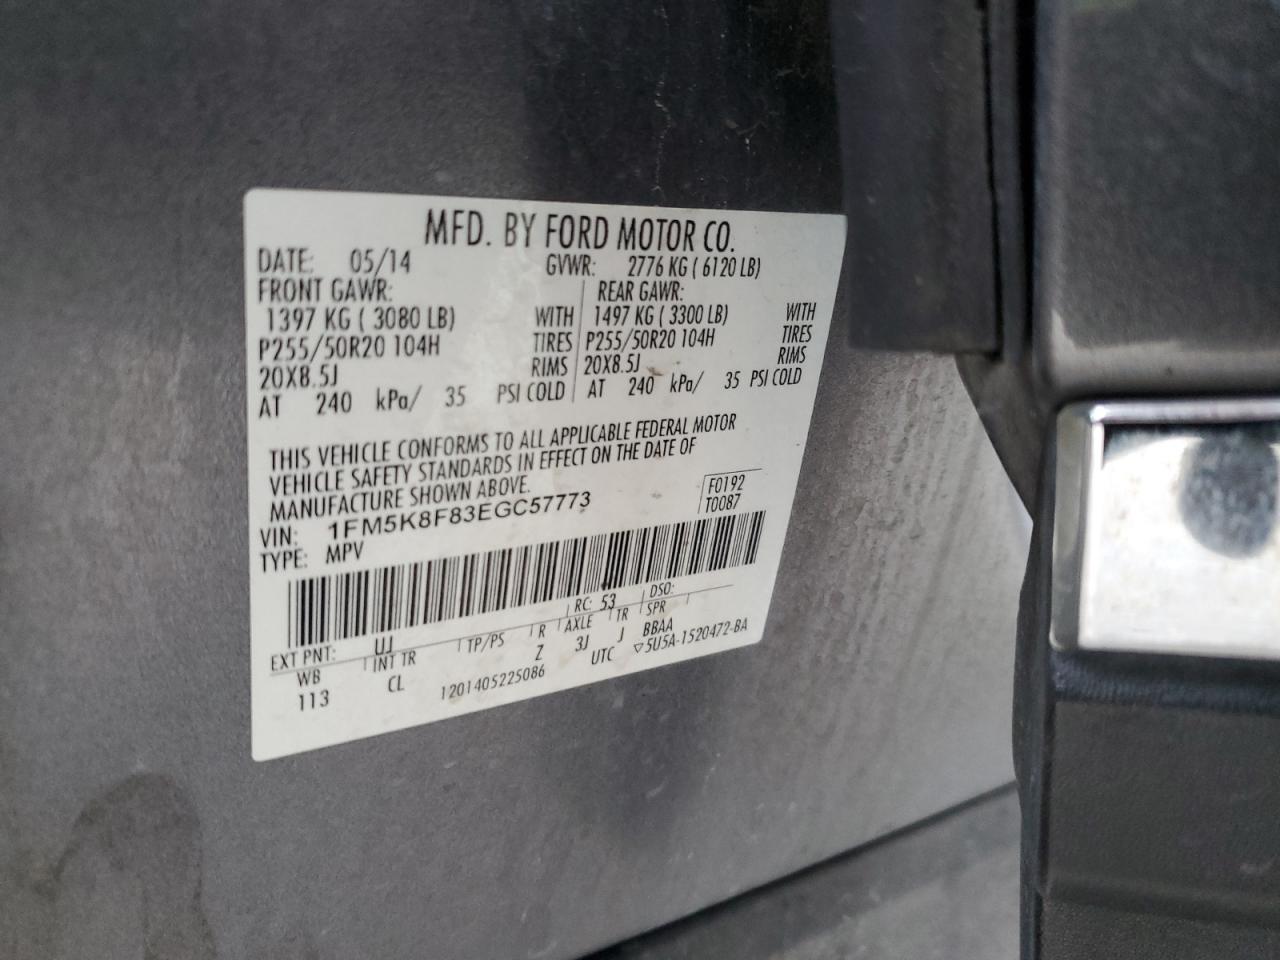 MFD. BY FORD MOTOR CO.
DATE: 05/14 GVWR: 2776 KG ( 6120 LB)
FRONT GAWR: REAR GAWR:
1397 KG ( 3080 LB) WITH 1497 KG ( 3300 LB) WITH
P255/50R20 104H TIRES P255/50R20 104H TIRES
20X8.5J RIMS 20X8.5J RIMS
AT 240 kPa/ 35 PSI COLD AT 240 kPa/ 35 PSI COLD
THIS VEHICLE CONFORMS TO ALL APPLICABLE FEDERAL MOTOR
VEHICLE SAFETY STANDARDS IN EFFECT ON THE DATE OF
MANUFACTURE SHOWN ABOVE.
F0192
VIN: 1FM5K8F83EGC57773 T0087
TYPE: MPV
EXT PNT: UJ RC: 53 DSO:
WB INT TR TP/PS R AXLE TR SPR
113 CL Z 3J J BBAA
1201405225086 UTC ▽5U5A-1520472-BA